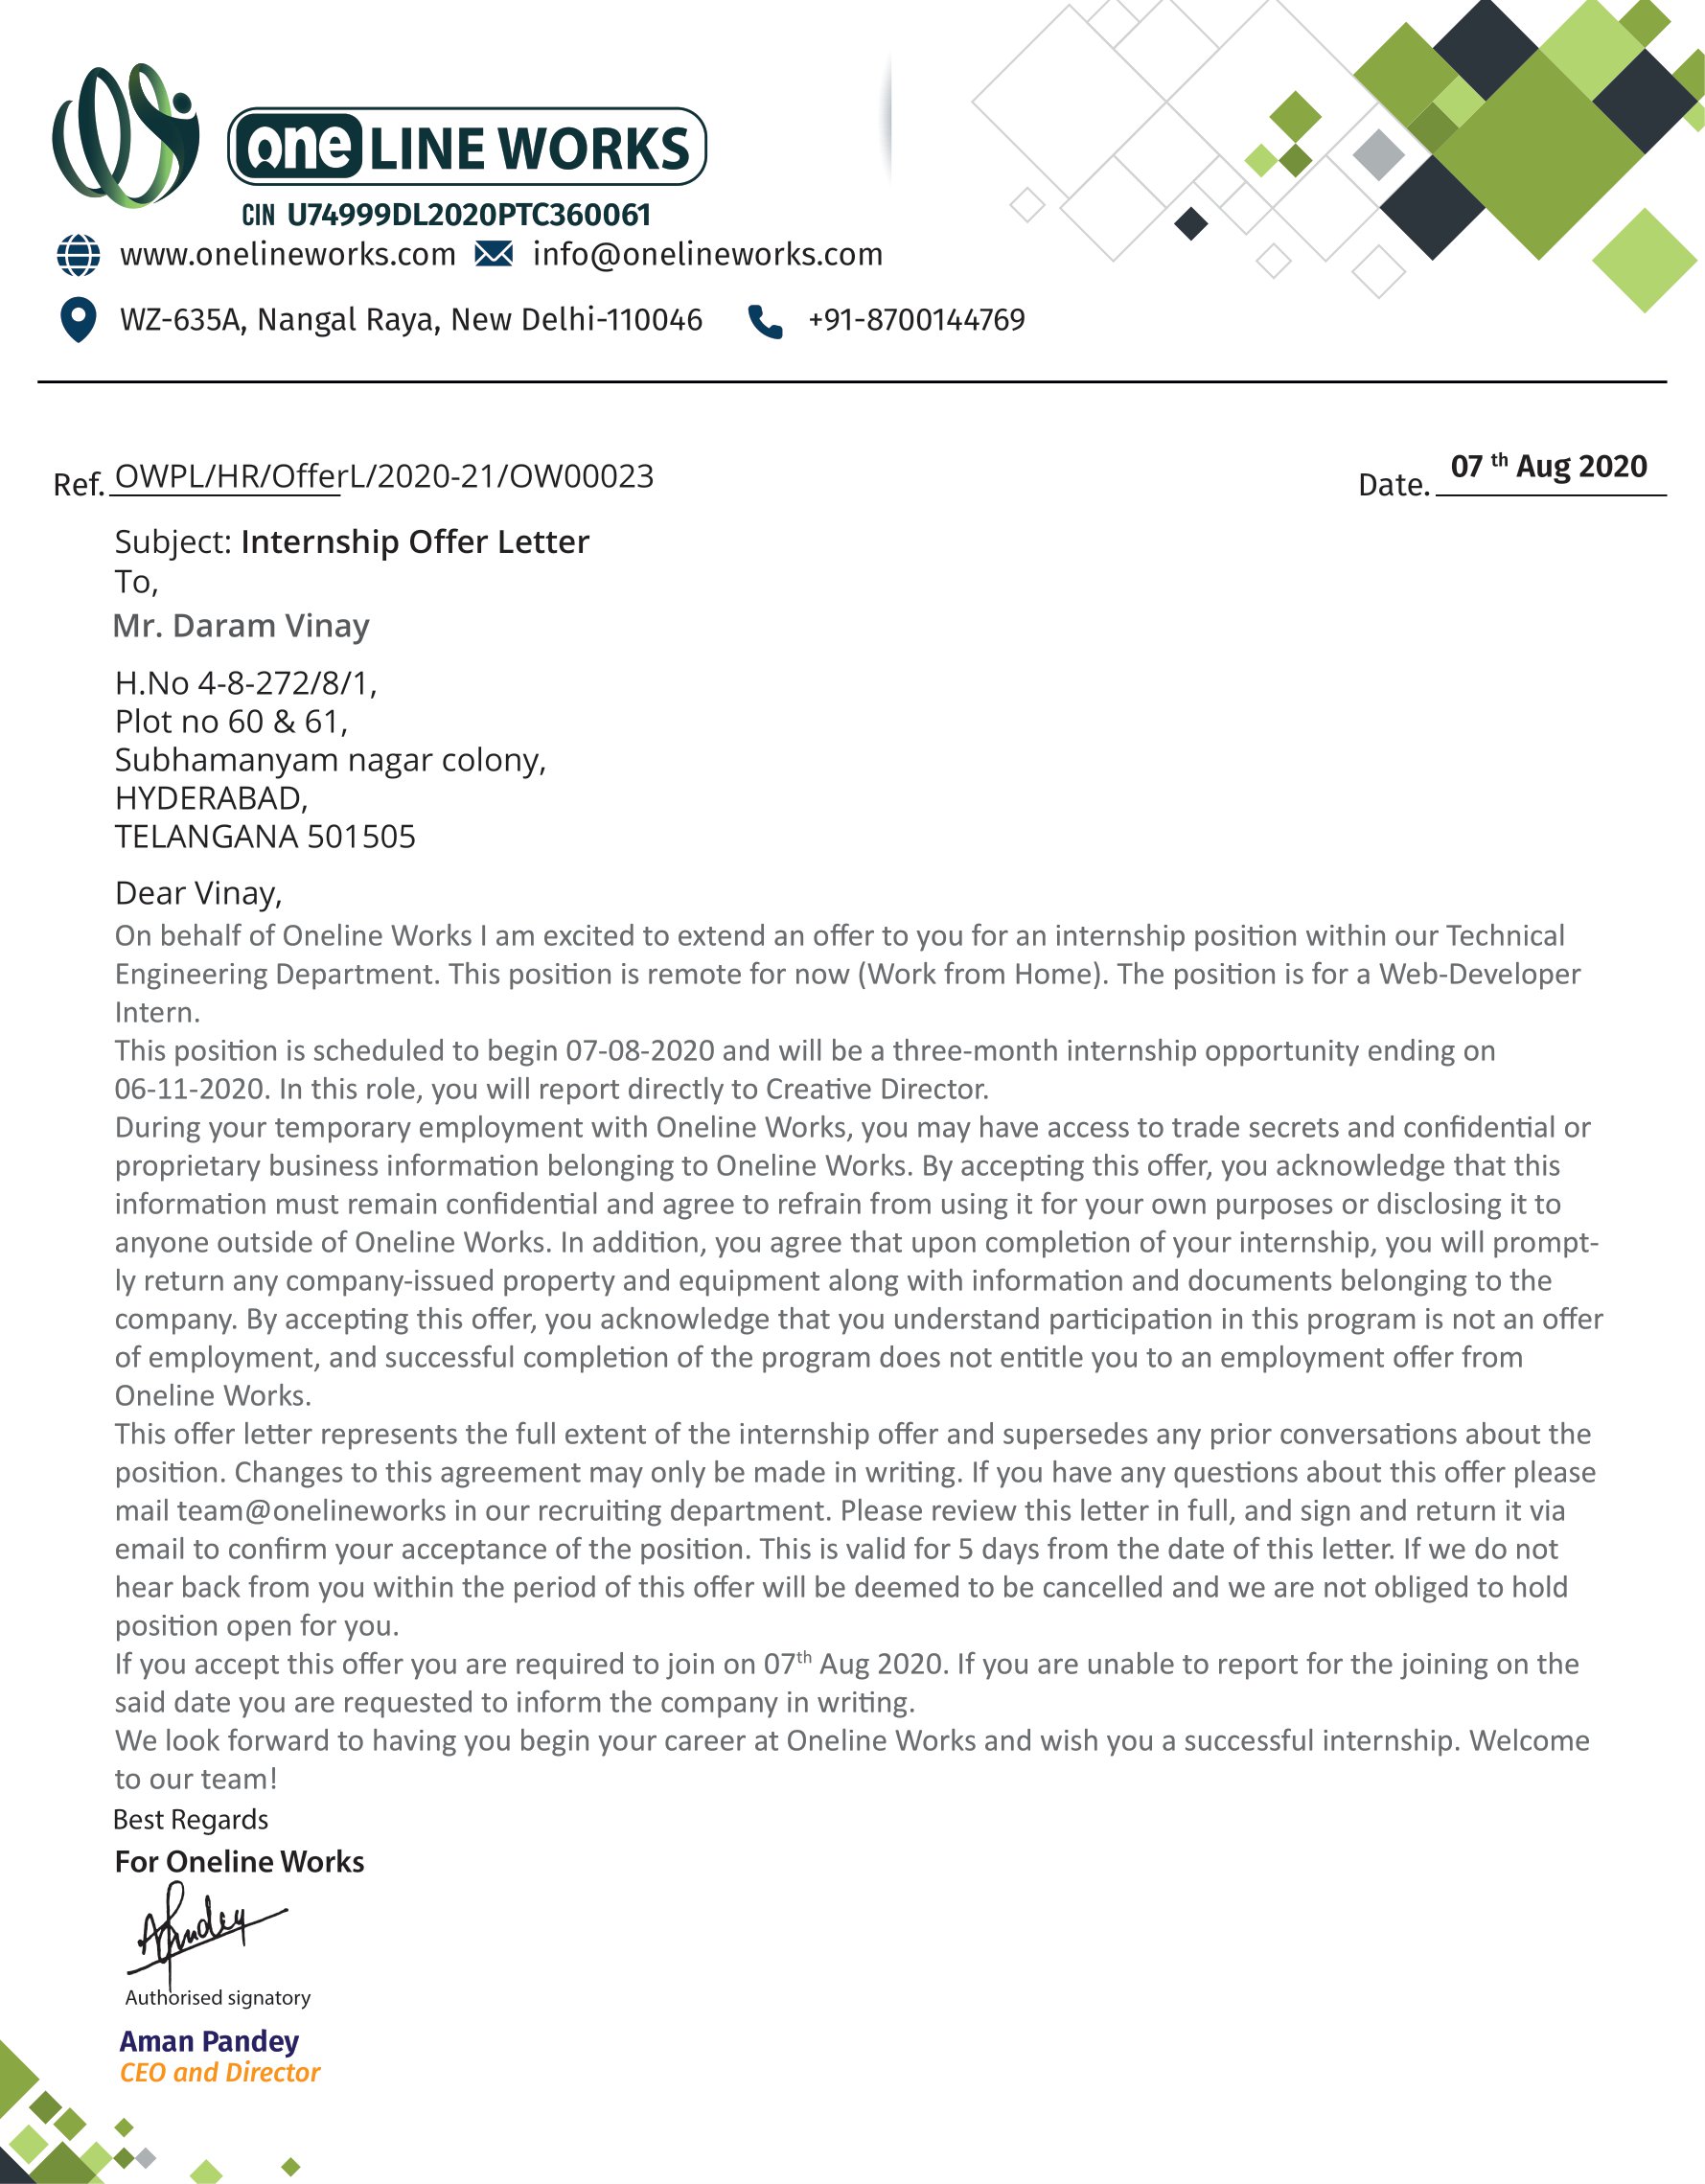 one LINE WORKS
CIN U74999DL2020PTC360061
www.onelineworks.com info@onelineworks.com
WZ-635A, Nangal Raya, New Delhi-110046 +91-8700144769
Ref. OWPL/HR/OfferL/2020-21/OW00023 Date. 07 th Aug 2020
Subject: Internship Offer Letter
To,
Mr. Daram Vinay
H.No 4-8-272/8/1,
Plot no 60 & 61,
Subhamanyam nagar colony,
HYDERABAD,
TELANGANA 501505
Dear Vinay,
On behalf of Oneline Works I am excited to extend an offer to you for an internship position within our Technical
Engineering Department. This position is remote for now (Work from Home). The position is for a Web-Developer
Intern.
This position is scheduled to begin 07-08-2020 and will be a three-month internship opportunity ending on
06-11-2020. In this role, you will report directly to Creative Director.
During your temporary employment with Oneline Works, you may have access to trade secrets and confidential or
proprietary business information belonging to Oneline Works. By accepting this offer, you acknowledge that this
information must remain confidential and agree to refrain from using it for your own purposes or disclosing it to
anyone outside of Oneline Works. In addition, you agree that upon completion of your internship, you will prompt-
ly return any company-issued property and equipment along with information and documents belonging to the
company. By accepting this offer, you acknowledge that you understand participation in this program is not an offer
of employment, and successful completion of the program does not entitle you to an employment offer from
Oneline Works.
This offer letter represents the full extent of the internship offer and supersedes any prior conversations about the
position. Changes to this agreement may only be made in writing. If you have any questions about this offer please
mail team@onelineworks in our recruiting department. Please review this letter in full, and sign and return it via
email to confirm your acceptance of the position. This is valid for 5 days from the date of this letter. If we do not
hear back from you within the period of this offer will be deemed to be cancelled and we are not obliged to hold
position open for you.
If you accept this offer you are required to join on 07th Aug 2020. If you are unable to report for the joining on the
said date you are requested to inform the company in writing.
We look forward to having you begin your career at Oneline Works and wish you a successful internship. Welcome
to our team!
Best Regards
For Oneline Works
APandey
Authorised signatory
Aman Pandey
CEO and Director